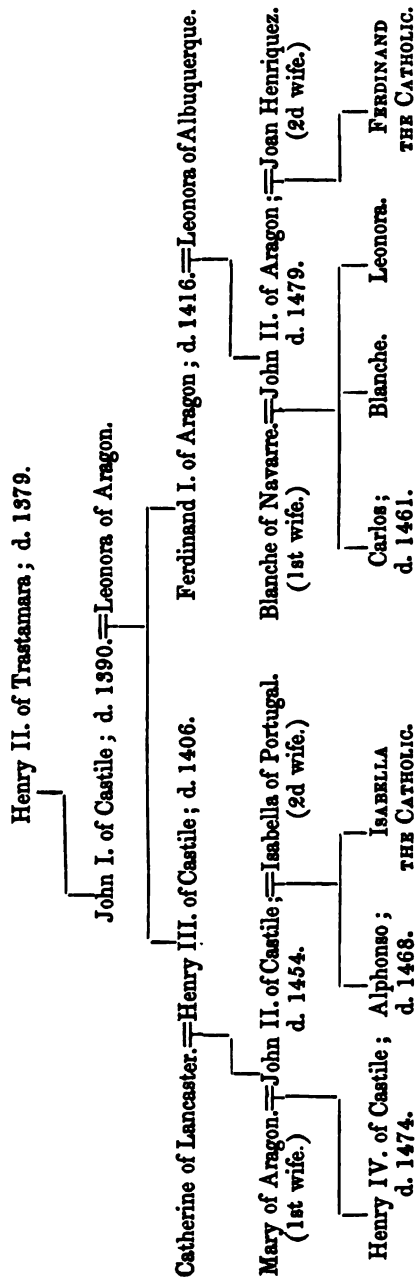 Henry II. of Trastamara; d. 1379.
John I. of Castile; d. 1390.=Leonora of Aragon.
Catherine of Lancaster.=Henry III. of Castile; d. 1406.
Ferdinand I. of Aragon; d. 1416.=Leonora of Albuquerque.
Mary of Aragon.=John II. of Castile;=Isabella of Portugal.
(1st wife.) d. 1454. (2d wife.)
Blanche of Navarre.=John II. of Aragon;=Joan Henriquez.
(1st wife.) d. 1479. (2d wife.)
Henry IV. of Castile;
d. 1474.
Alphonso;
d. 1468.
ISABELLA
THE CATHOLIC.
Carlos;
d. 1461.
Blanche.
Leonora.
FERDINAND
THE CATHOLIC.